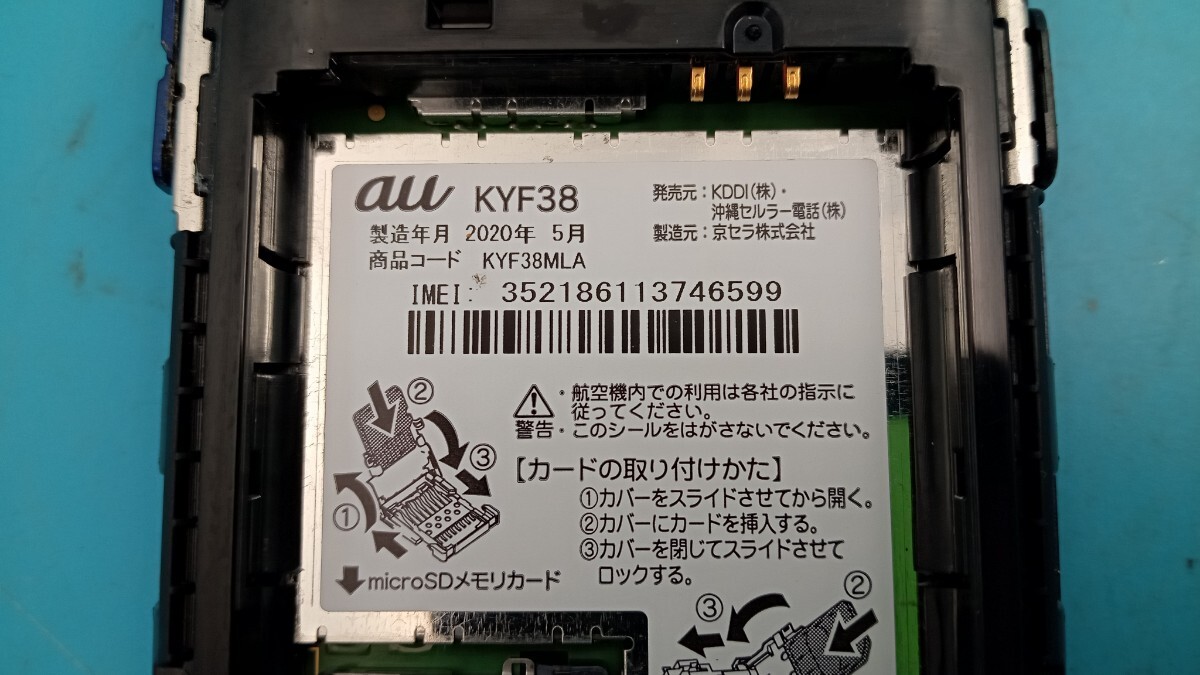 au KYF38
発売元：KDDI(株)・
沖縄セルラー電話(株)
製造元：京セラ株式会社
製造年月 2020年 5月
商品コード KYF38MLA
IMEI: 352186113746599
警告
・航空機内での利用は各社の指示に
従ってください。
・このシールをはがさないでください。
【カードの取り付けかた】
①カバーをスライドさせてから開く。
②カバーにカードを挿入する。
③カバーを閉じてスライドさせて
ロックする。
②
③
①
microSDメモリカード
③
②